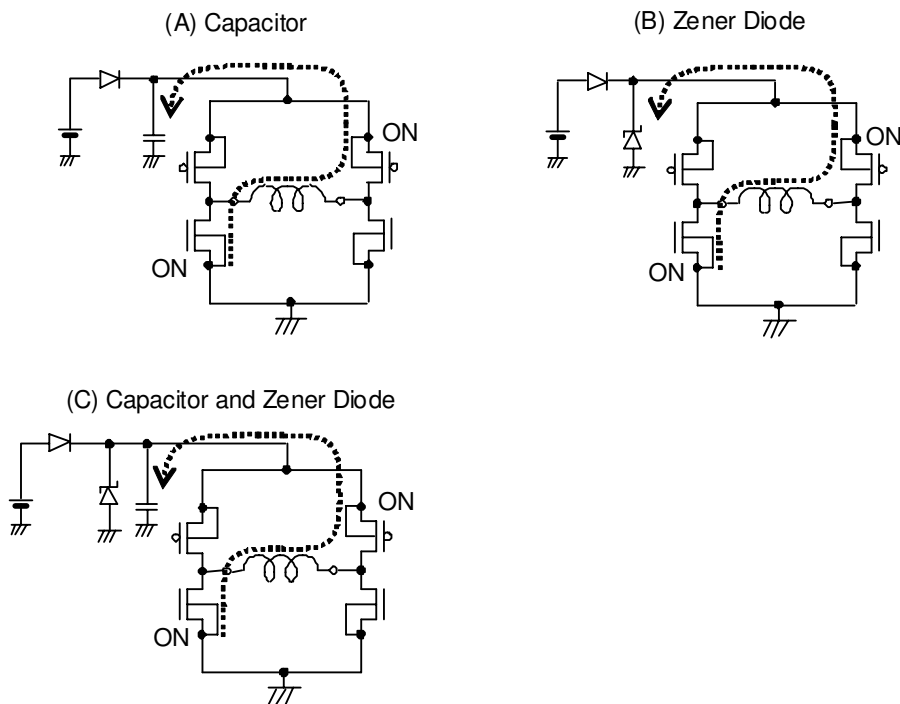 (A) Capacitor
(B) Zener Diode
ON
ON
ON
ON
(C) Capacitor and Zener Diode
ON
ON